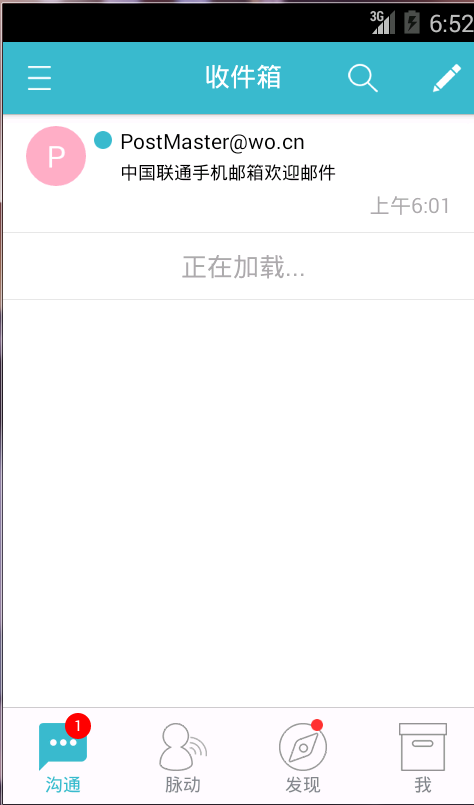 3G 6:52
收件箱
P
PostMaster@wo.cn
中国联通手机邮箱欢迎邮件
上午6:01
正在加载...
1
沟通 脉动 发现 我